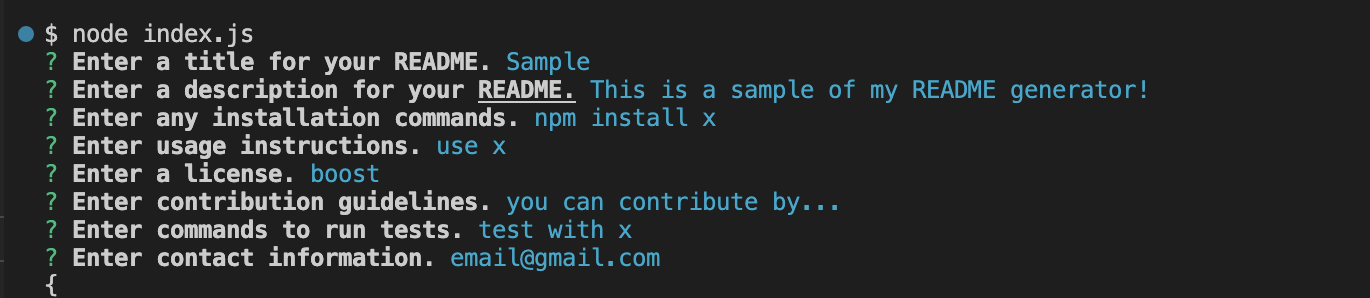 $ node index.js
? Enter a title for your README. Sample
? Enter a description for your README. This is a sample of my README generator!
? Enter any installation commands. npm install x
? Enter usage instructions. use x
? Enter a license. boost
? Enter contribution guidelines. you can contribute by...
? Enter commands to run tests. test with x
? Enter contact information. email@gmail.com
{